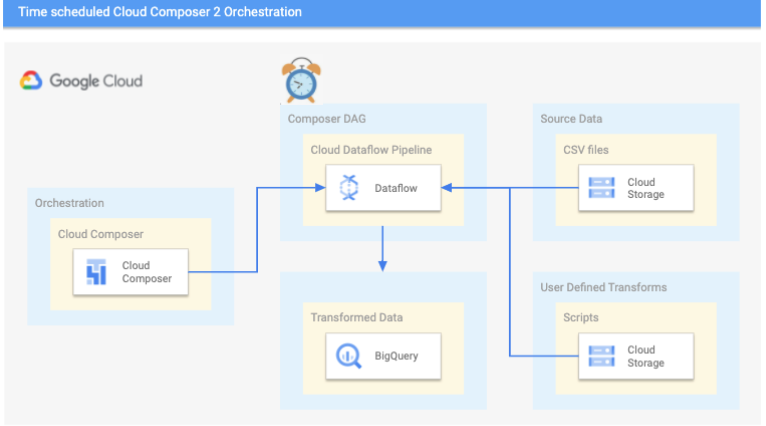 Time scheduled Cloud Composer 2 Orchestration
Google Cloud
Composer DAG
Cloud Dataflow Pipeline
Dataflow
Source Data
CSV files
Cloud
Storage
Orchestration
Cloud Composer
Cloud
Composer
Transformed Data
BigQuery
User Defined Transforms
Scripts
Cloud
Storage